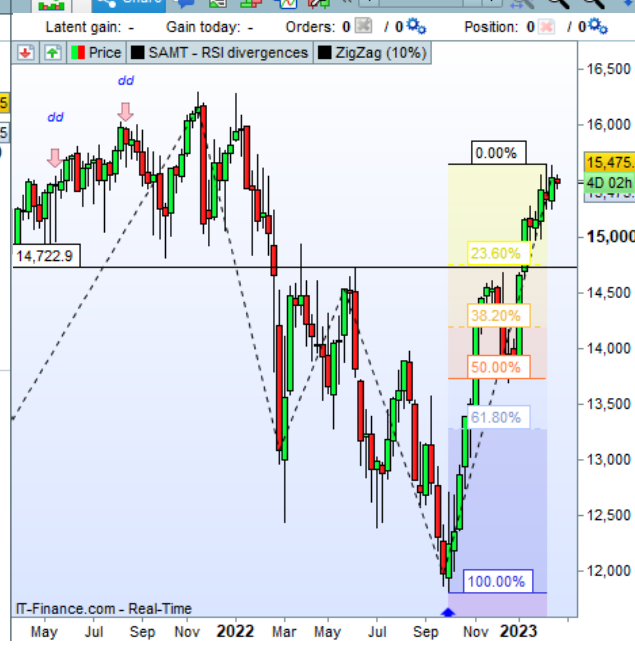 Share
Latent gain: - Gain today: - Orders: 0 / 0 Position: 0 / 0
Price SAMT - RSI divergences ZigZag (10%)
dd
dd
16,500
16,000
0.00%
15,475.
4D 02h
15,000
23.60%
14,722.9
14,500
38.20%
14,000
50.00%
13,500
61.80%
13,000
12,500
100.00%
12,000
IT-Finance.com - Real-Time
May Jul Sep Nov 2022 Mar May Jul Sep Nov 2023